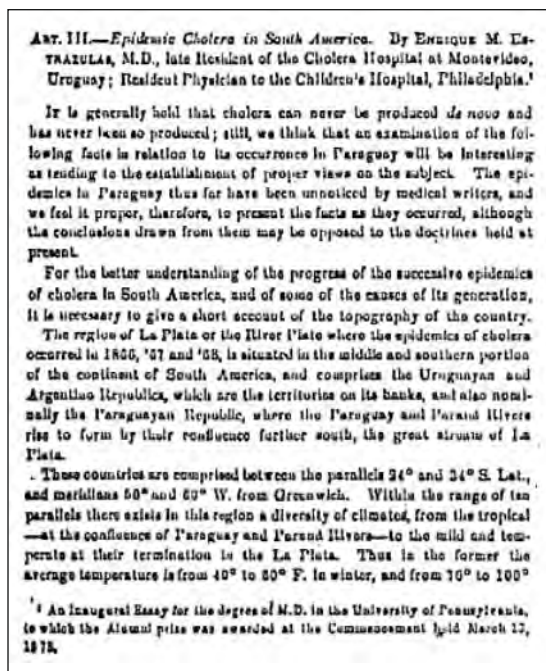 ART. III.—Epidemic Cholera in South America. By ENRIQUE M. ES-
TRAZULAS, M.D., late Resident of the Cholera Hospital at Montevideo,
Uruguay; Resident Physician to the Children's Hospital, Philadelphia.¹
It is generally held that cholera can never be produced de novo and
has never been so produced; still, we think that an examination of the fol-
lowing facts in relation to its occurrence in Paraguay will be interesting
as tending to the establishment of proper views on the subject. The epi-
demics in Paraguay thus far have been unnoticed by medical writers, and
we feel it proper, therefore, to present the facts as they occurred, although
the conclusions drawn from them may be opposed to the doctrines held at
present.
For the better understanding of the progress of the successive epidemics
of cholera in South America, and of some of the causes of its generation,
it is necessary to give a short account of the topography of the country.
The region of La Plata or the River Plate where the epidemics of cholera
occurred in 1866, '67 and '68, is situated in the middle and southern portion
of the continent of South America, and comprises the Uruguayan and
Argentine Republics, which are the territories on its banks, and also nomi-
nally the Paraguayan Republic, where the Paraguay and Paraná Rivers
rise to form by their confluence further south, the great stream of La
Plata.
These countries are comprised between the parallels 24° and 34° S. Lat.,
and meridians 50° and 60° W. from Greenwich. Within the range of ten
parallels there exists in this region a diversity of climates, from the tropical
—at the confluence of Paraguay and Paraná Rivers—to the mild and tem-
perate at their termination in the La Plata. Thus in the former the
average temperature is from 40° to 60° F. in winter, and from 70° to 100°
¹ An Inaugural Essay for the degree of M.D. in the University of Pennsylvania,
to which the Alumni prize was awarded at the Commencement held March 13,
1873.